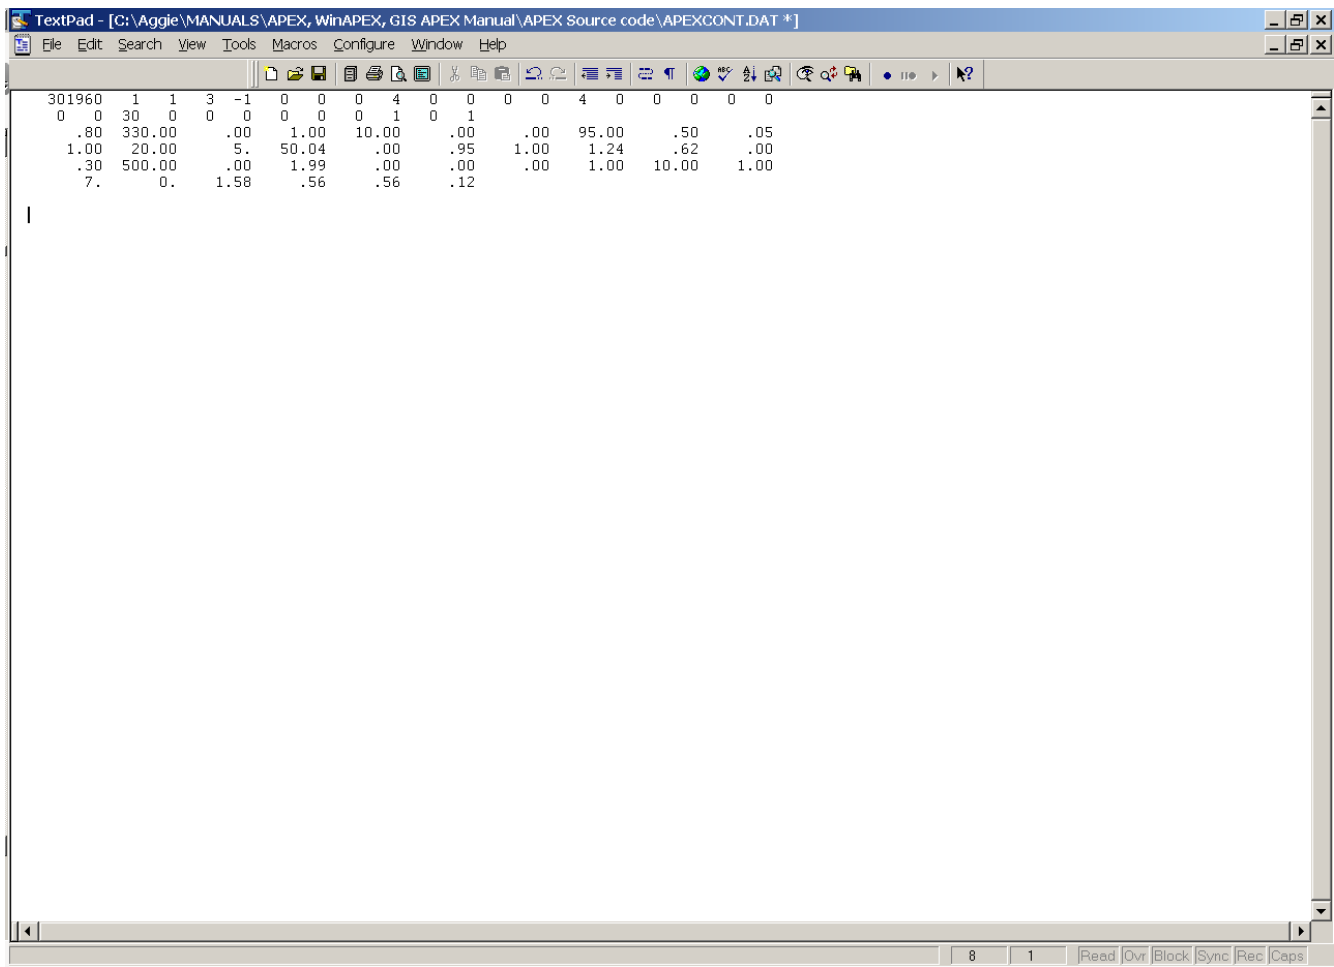 TextPad - [C:\Aggie\MANUALS\APEX, WinAPEX, GIS APEX Manual\APEX Source code\APEXCONT.DAT *]
File Edit Search View Tools Macros Configure Window Help
301960 1 1 3 -1 0 0 0 4 0 0 0 0 4 0 0 0 0 0
0 0 30 0 0 0 0 0 0 1 0 1
.80 330.00 .00 1.00 10.00 .00 .00 95.00 .50 .05
1.00 20.00 5. 50.04 .00 .95 1.00 1.24 .62 .00
.30 500.00 .00 1.99 .00 .00 .00 1.00 10.00 1.00
7. 0. 1.58 .56 .56 .12
8 1 Read Ovr Block Sync Rec Caps